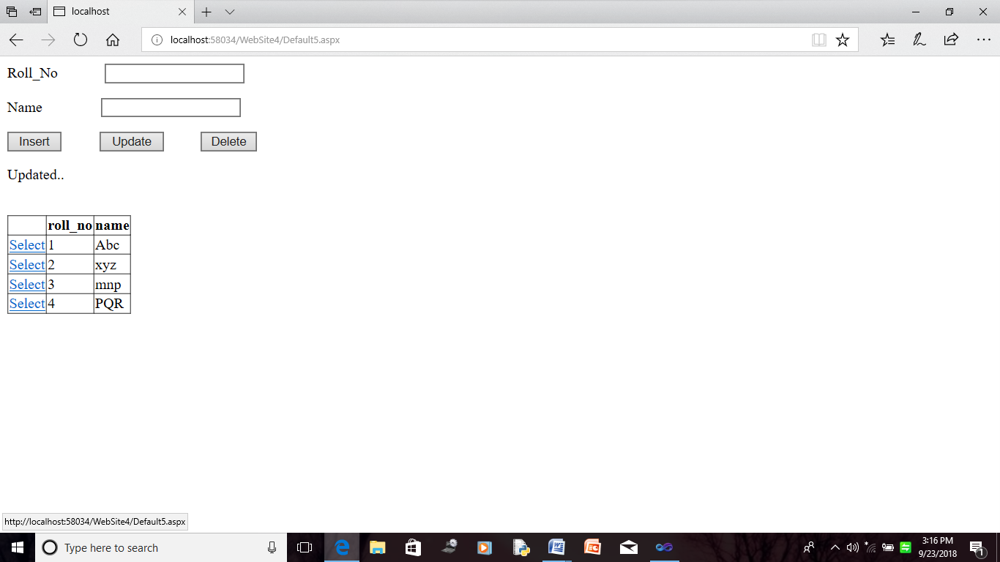 localhost
localhost:58034/WebSite4/Default5.aspx
Roll_No
Name
Insert Update Delete
Updated..
roll_no name
Select 1 Abc
Select 2 xyz
Select 3 mnp
Select 4 PQR
http://localhost:58034/WebSite4/Default5.aspx
Type here to search
3:16 PM
9/23/2018
1